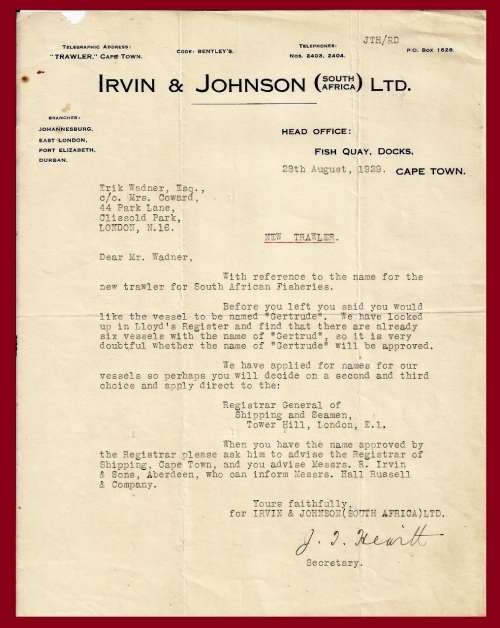 JTH/RD
Telegraphic Address:
"TRAWLER," Cape Town.
Code: BENTLEY'S.
Telephones:
Nos. 2403, 2404.
P.O. Box 1628.
IRVIN & JOHNSON (SOUTH AFRICA) LTD.
Branches:
JOHANNESBURG,
EAST LONDON,
PORT ELIZABETH,
DURBAN.
HEAD OFFICE:
FISH QUAY, DOCKS,
28th August, 1929. CAPE TOWN.
Erik Wadner, Esq.,
c/o. Mrs. Coward,
44 Park Lane,
Clissold Park,
LONDON, N.16.
NEW TRAWLER.
Dear Mr. Wadner,
With reference to the name for the
new trawler for South African Fisheries.
Before you left you said you would
like the vessel to be named "Gertrude". We have looked
up in Lloyd's Register and find that there are already
six vessels with the name of "Gertrud", so it is very
doubtful whether the name of "Gertrude" will be approved.
We have applied for names for our
vessels so perhaps you will decide on a second and third
choice and apply direct to the:
Registrar General of
Shipping and Seamen,
Tower Hill, London, E.1.
When you have the name approved by
the Registrar please ask him to advise the Registrar of
Shipping, Cape Town, and you advise Messrs. R. Irvin
& Sons, Aberdeen, who can inform Messrs. Hall Russell
& Company.
Yours faithfully,
for IRVIN & JOHNSON(SOUTH AFRICA)LTD.
J. T. Hewitt
Secretary.